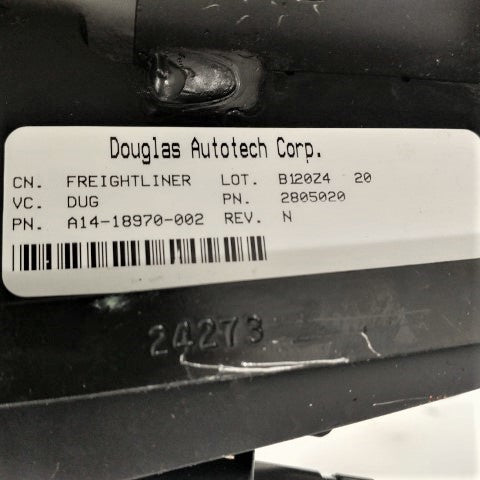 Douglas Autotech Corp.
CN. FREIGHTLINER LOT. B120Z4 20
VC. DUG PN. 2805020
PN. A14-18970-002 REV. N
24273